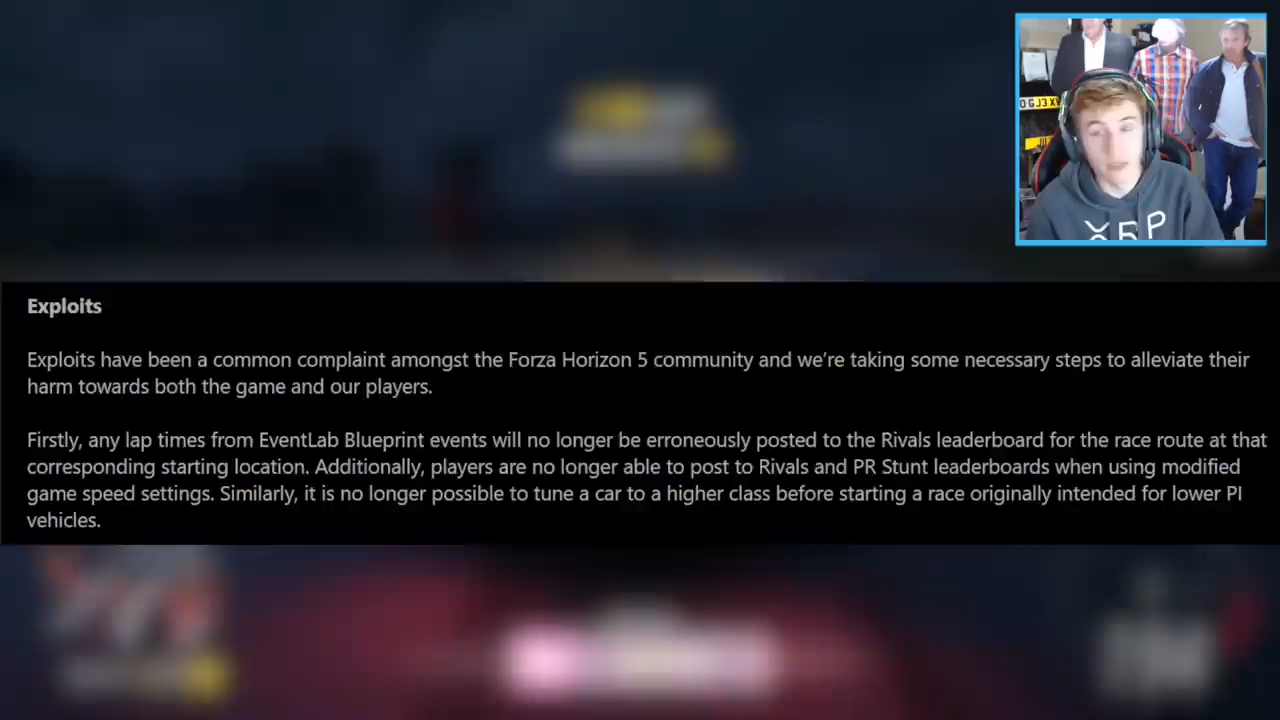 Exploits
Exploits have been a common complaint amongst the Forza Horizon 5 community and we're taking some necessary steps to alleviate their
harm towards both the game and our players.
Firstly, any lap times from EventLab Blueprint events will no longer be erroneously posted to the Rivals leaderboard for the race route at that
corresponding starting location. Additionally, players are no longer able to post to Rivals and PR Stunt leaderboards when using modified
game speed settings. Similarly, it is no longer possible to tune a car to a higher class before starting a race originally intended for lower PI
vehicles.